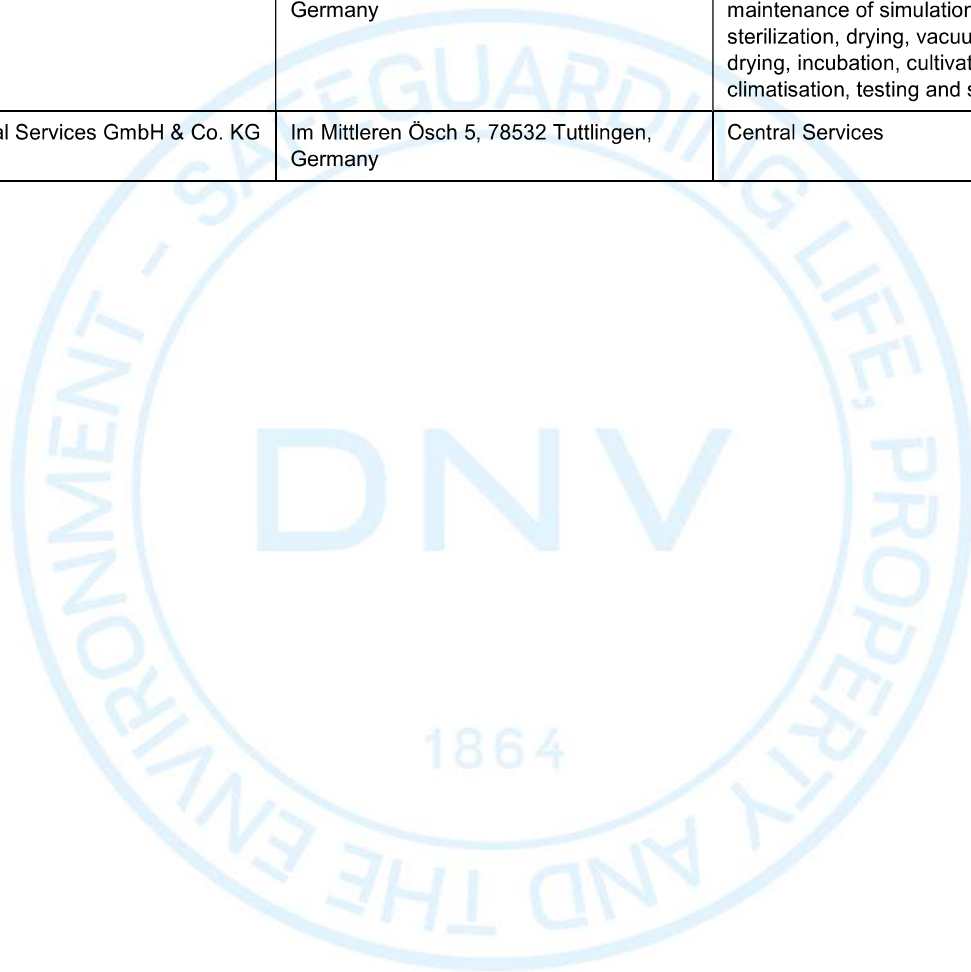 Germany
maintenance of simulation
sterilization, drying, vacuu
drying, incubation, cultivat
climatisation, testing and s
al Services GmbH & Co. KG
Im Mittleren Ösch 5, 78532 Tuttlingen,
Germany
Central Services
SAFEGUARDING LIFE, PROPERTY AND THE ENVIRONMENT -
DNV
1864